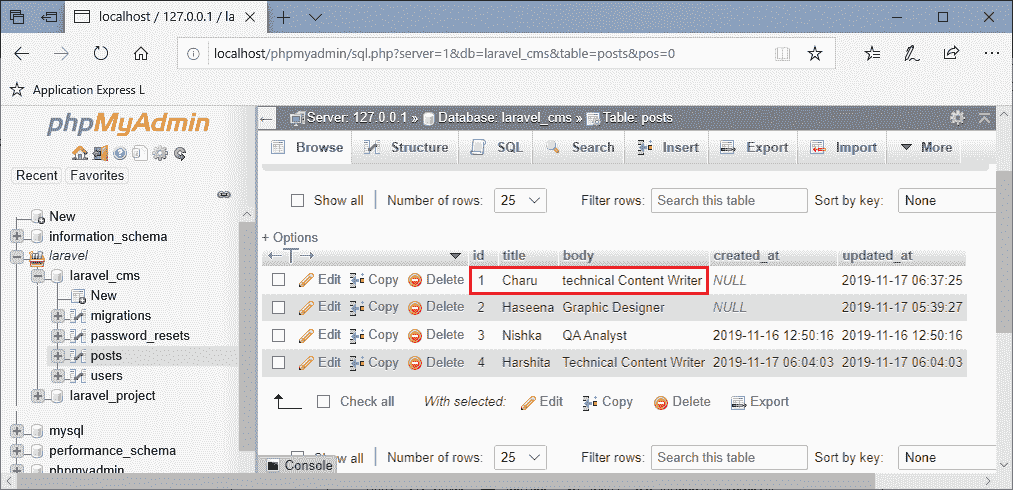 localhost / 127.0.0.1 / la
localhost/phpmyadmin/sql.php?server=1&db=laravel_cms&table=posts&pos=0
Application Express L
phpMyAdmin
Recent Favorites
New
information_schema
laravel
laravel_cms
New
migrations
password_resets
posts
users
laravel_project
mysql
performance_schema
phpmyadmin
Server: 127.0.0.1 » Database: laravel_cms » Table: posts
Browse Structure SQL Search Insert Export Import More
Show all Number of rows: 25 Filter rows: Search this table Sort by key: None
+ Options
id title body created_at updated_at
Edit Copy Delete 1 Charu technical Content Writer NULL 2019-11-17 06:37:25
Edit Copy Delete 2 Haseena Graphic Designer NULL 2019-11-17 05:39:27
Edit Copy Delete 3 Nishka QA Analyst 2019-11-16 12:50:16 2019-11-16 12:50:16
Edit Copy Delete 4 Harshita Technical Content Writer 2019-11-17 06:04:03 2019-11-17 06:04:03
Check all With selected: Edit Copy Delete Export
all Number of rows: 25 Filter rows: Search this table Sort by key: None
Console